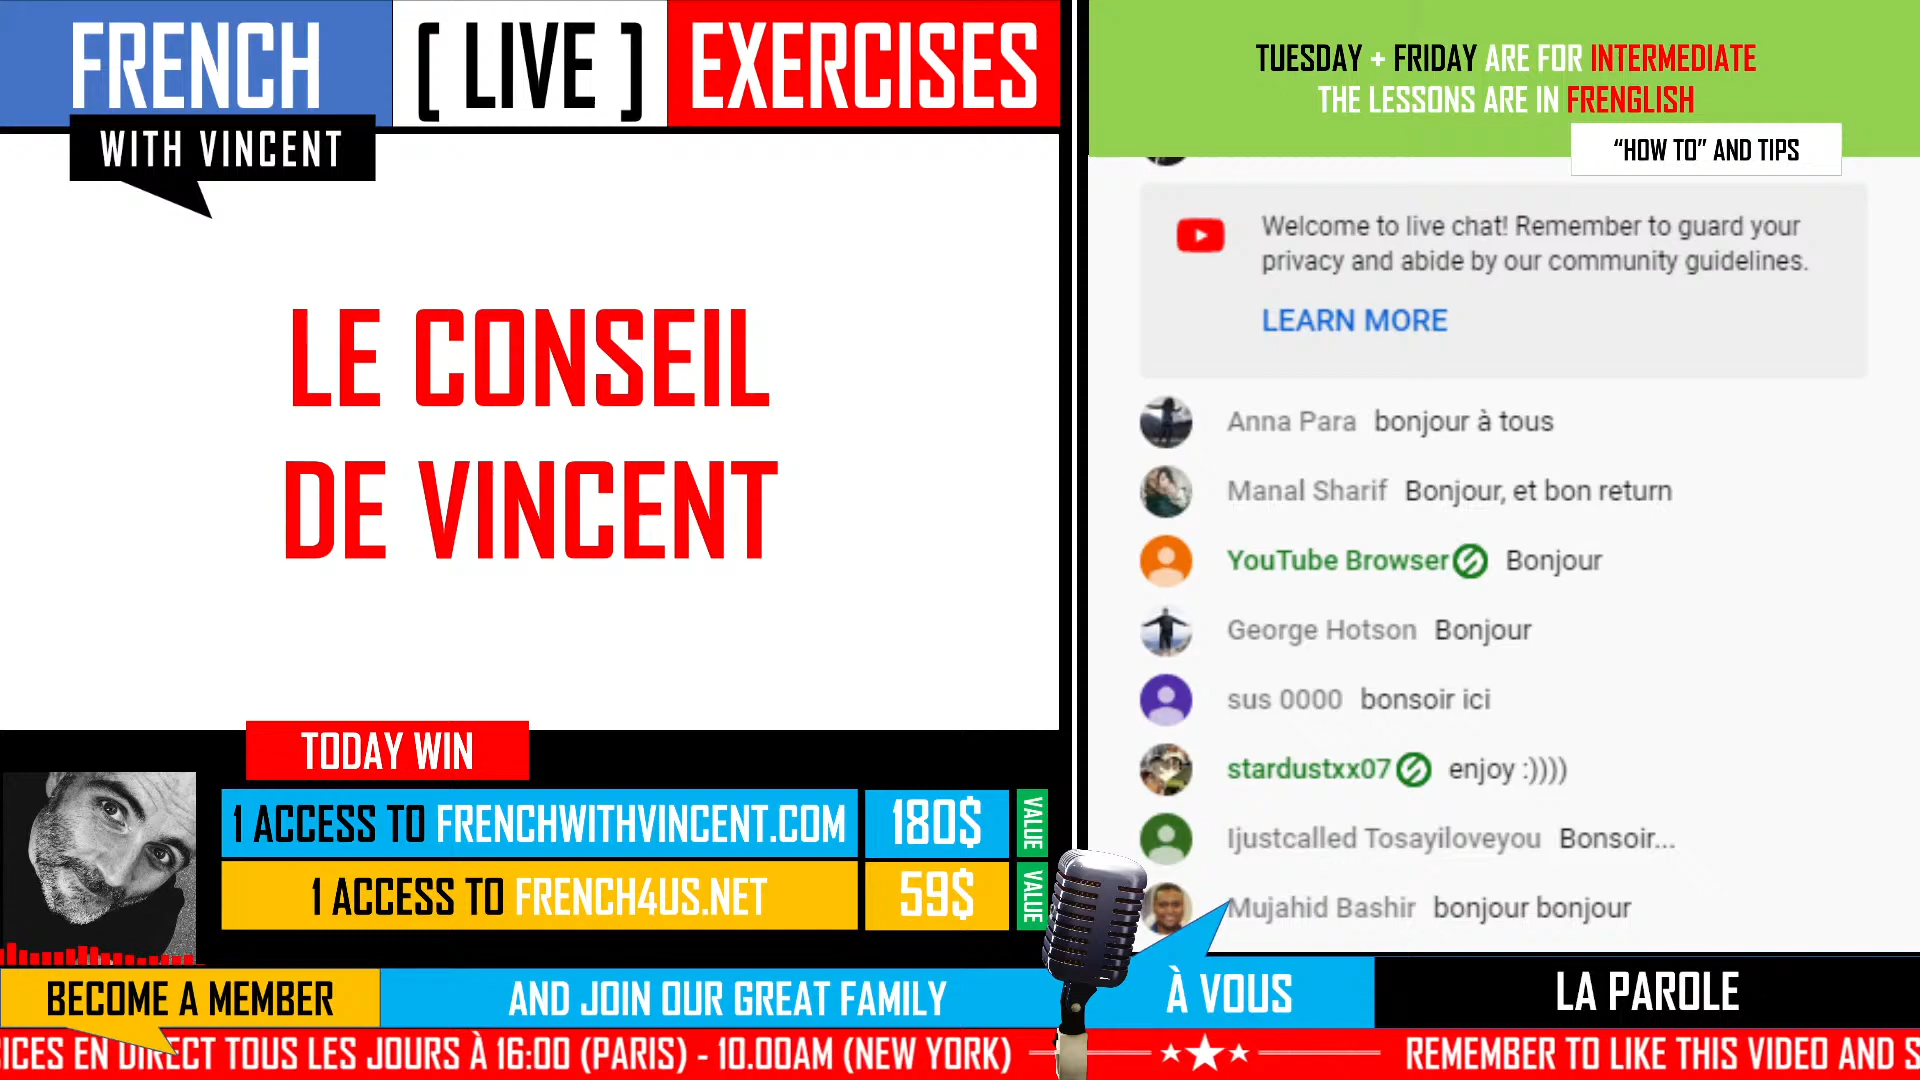 FRENCH [ LIVE ] EXERCISES
WITH VINCENT
LE CONSEIL
DE VINCENT
TODAY WIN
1 ACCESS TO FRENCHWITHVINCENT.COM 180$ VALUE
1 ACCESS TO FRENCH4US.NET 59$ VALUE
BECOME A MEMBER AND JOIN OUR GREAT FAMILY
TUESDAY + FRIDAY ARE FOR INTERMEDIATE
THE LESSONS ARE IN FRENGLISH
“HOW TO” AND TIPS
Welcome to live chat! Remember to guard your
privacy and abide by our community guidelines.
LEARN MORE
Anna Para bonjour à tous
Manal Sharif Bonjour, et bon return
YouTube Browser Bonjour
George Hotson Bonjour
sus 0000 bonsoir ici
stardustxx07 enjoy :))))
Ijustcalled Tosayiloveyou Bonsoir...
Mujahid Bashir bonjour bonjour
À VOUS LA PAROLE
EN DIRECT TOUS LES JOURS À 16:00 (PARIS) - 10.00AM (NEW YORK) REMEMBER TO LIKE THIS VIDEO AND